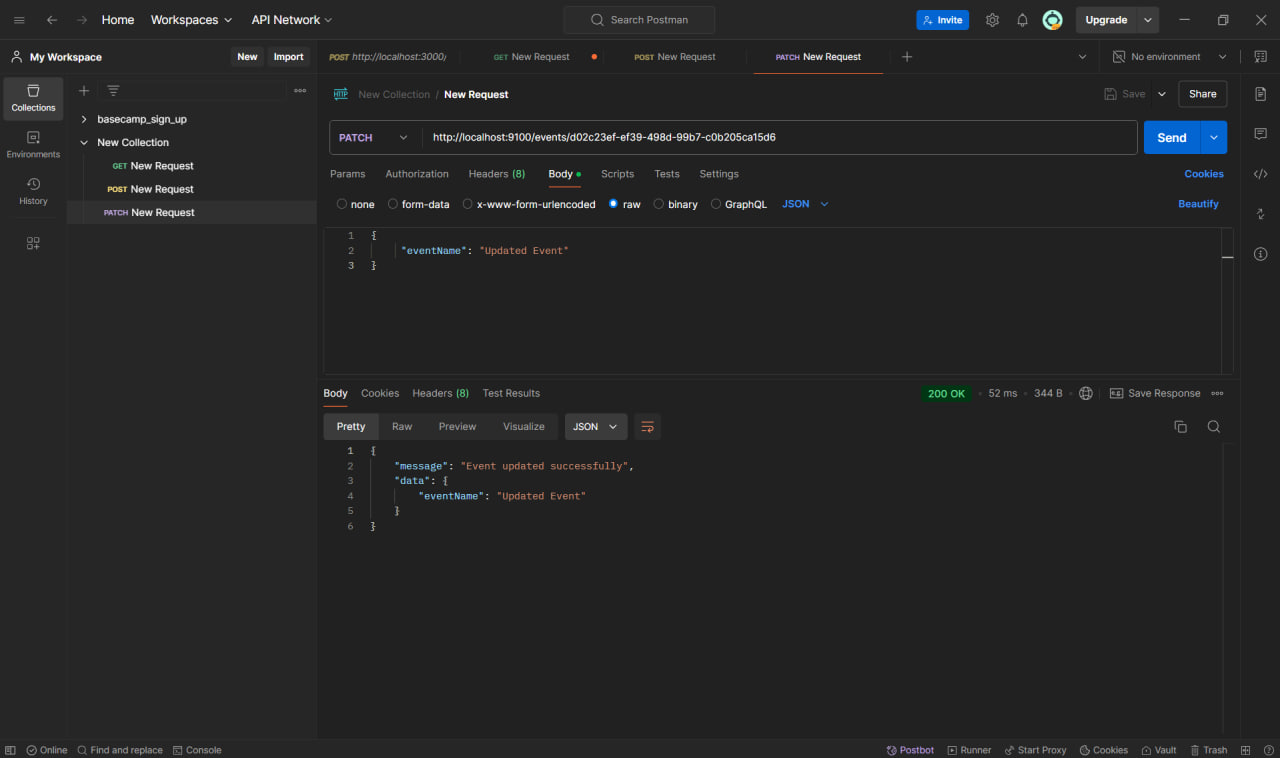 Home Workspaces API Network Search Postman Invite Upgrade
My Workspace New Import POST http://localhost:3000/ GET New Request POST New Request PATCH New Request No environment
Collections
Environments
History
basecamp_sign_up
New Collection
GET New Request
POST New Request
PATCH New Request
HTTP New Collection / New Request Save Share
PATCH http://localhost:9100/events/d02c23ef-ef39-498d-99b7-c0b205ca15d6 Send
Params Authorization Headers (8) Body Scripts Tests Settings Cookies
none form-data x-www-form-urlencoded raw binary GraphQL JSON Beautify
1 {
2 "eventName": "Updated Event"
3 }
Body Cookies Headers (8) Test Results 200 OK 52 ms 344 B Save Response
Pretty Raw Preview Visualize JSON
1 {
2 "message": "Event updated successfully",
3 "data": {
4 "eventName": "Updated Event"
5 }
6 }
Online Find and replace Console Postbot Runner Start Proxy Cookies Vault Trash